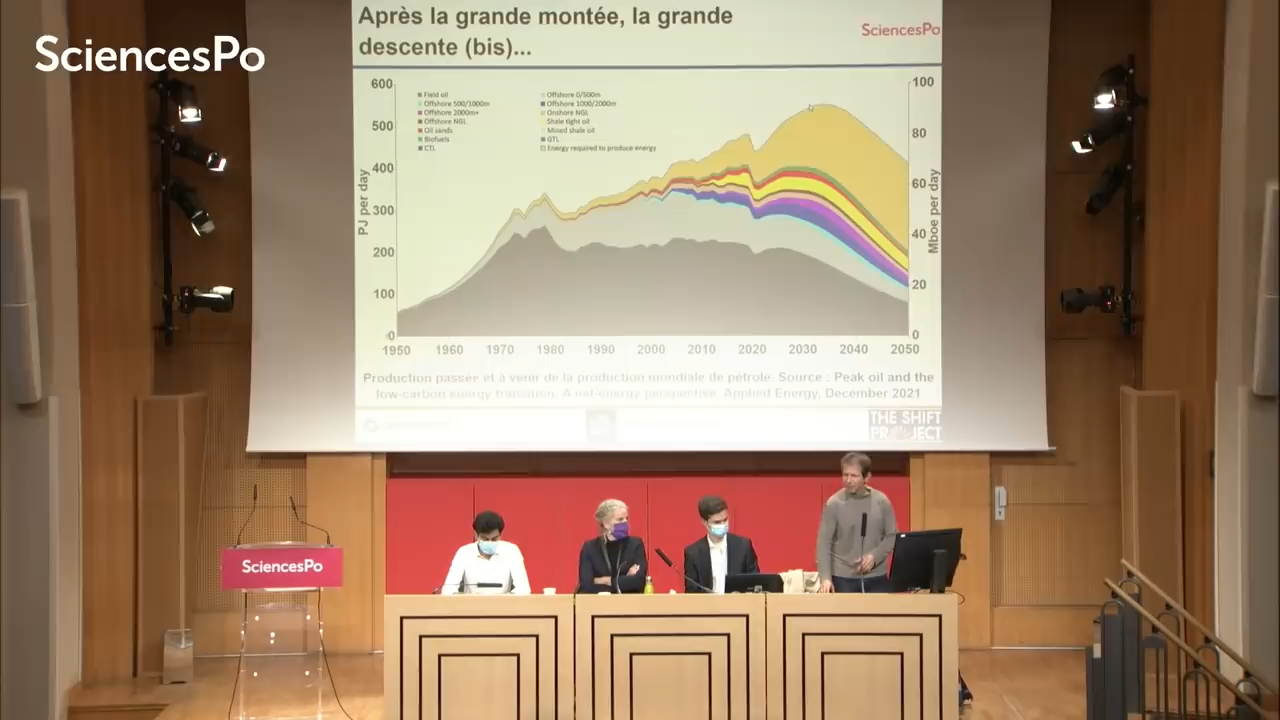 SciencesPo
Après la grande montée, la grande
descente (bis)...
SciencesPo
600
500
400
300
200
100
0
PJ per day
Field oil
Offshore 500/1000m
Offshore 2000m+
Offshore NGL
Oil sands
Biofuels
CTL
Offshore 0/500m
Offshore 1000/2000m
Onshore NGL
Shale tight oil
Mined shale oil
GTL
Energy required to produce energy
100
80
60
40
20
0
Mboe per day
1950 1960 1970 1980 1990 2000 2010 2020 2030 2040 2050
Production passée et à venir de la production mondiale de pétrole. Source : Peak oil and the
low-carbon energy transition: A net-energy perspective. Applied Energy, December 2021
THE SHIFT
PROJECT
SciencesPo